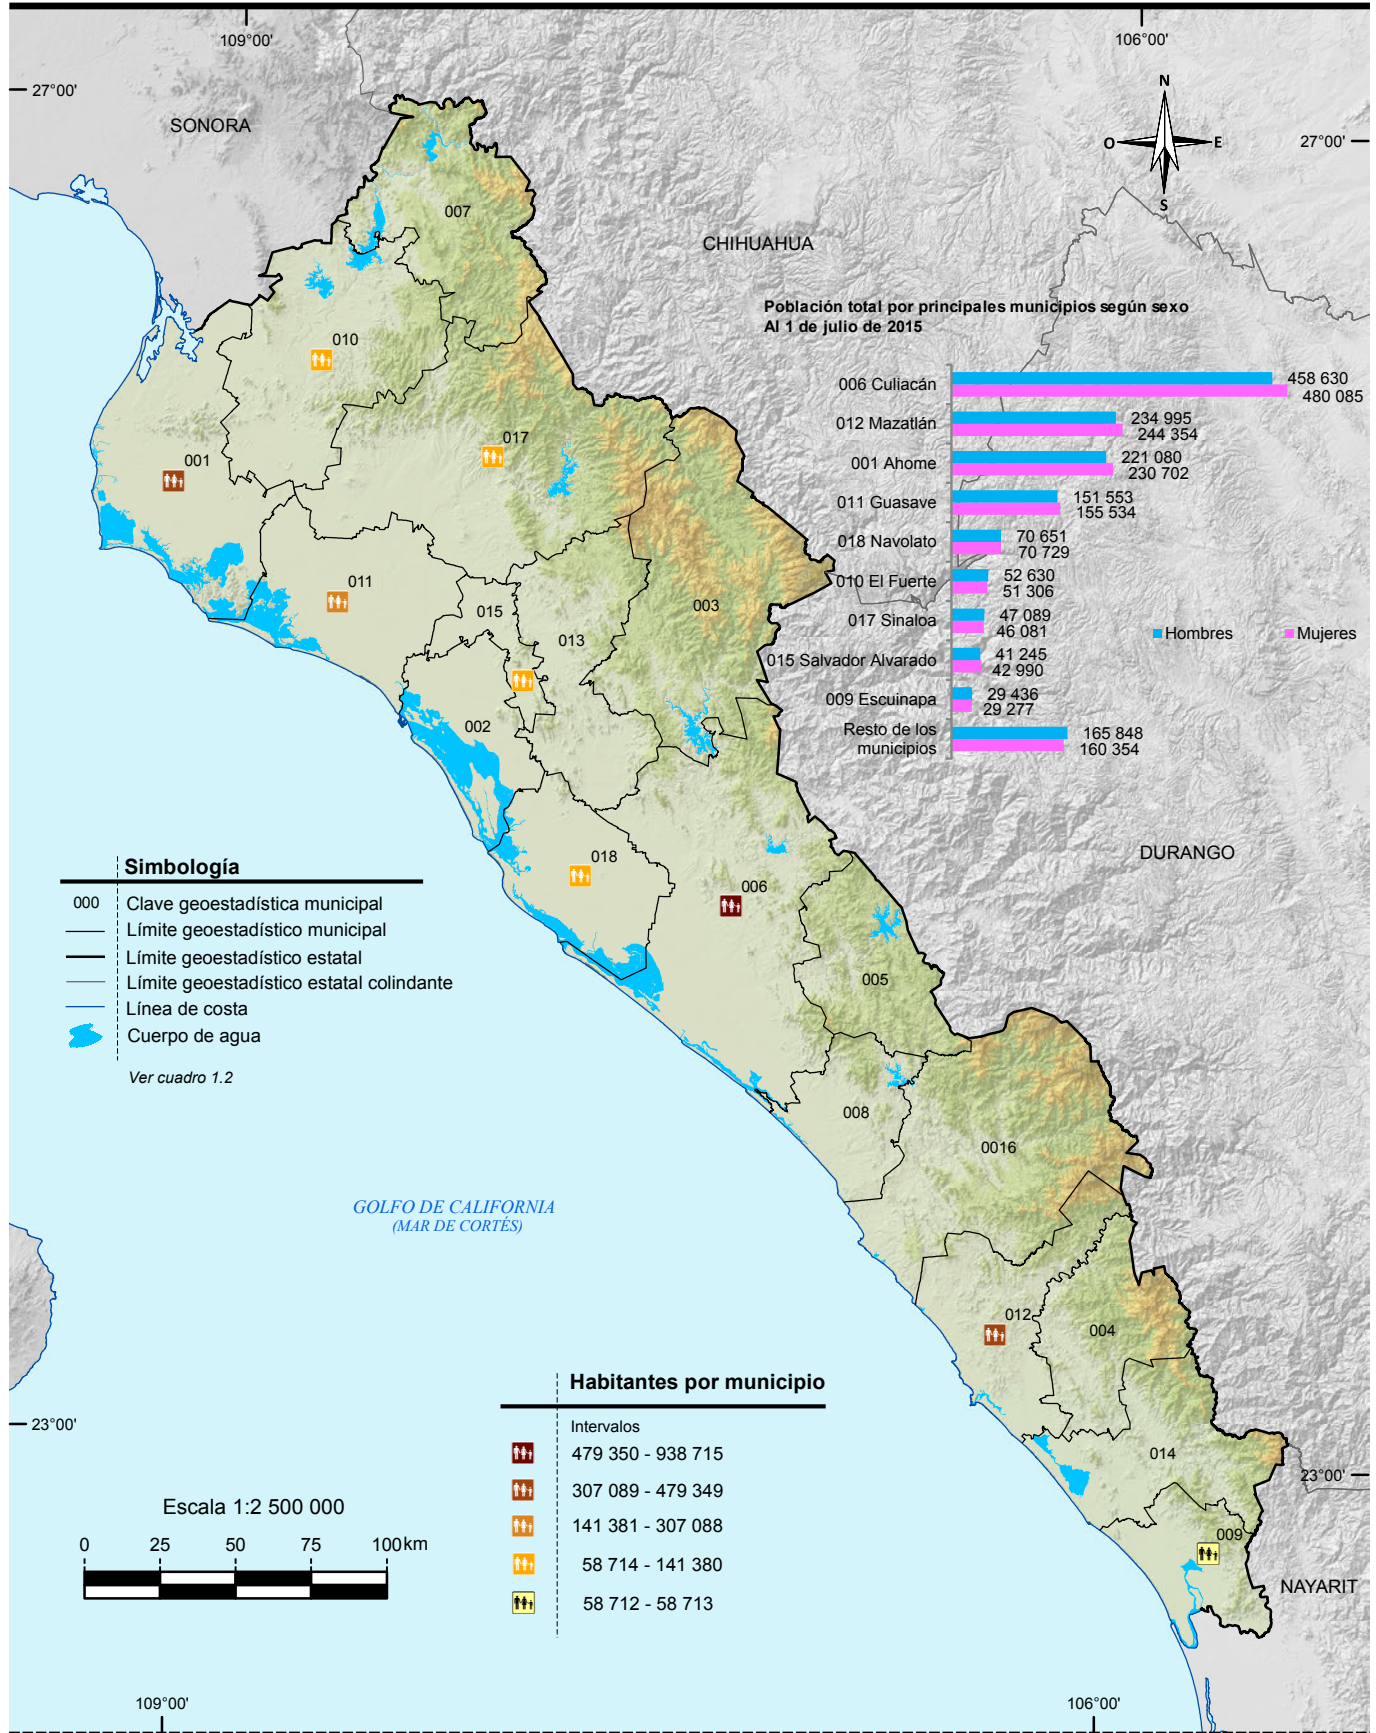 109°00'
106°00'
27°00'
SONORA
N
O
E
S
27°00'
007
CHIHUAHUA
Población total por principales municipios según sexo
Al 1 de julio de 2015
006 Culiacán
458 630
480 085
012 Mazatlán
234 995
244 354
001 Ahome
221 080
230 702
011 Guasave
151 553
155 534
018 Navolato
70 651
70 729
010 El Fuerte
52 630
51 306
017 Sinaloa
47 089
46 081
015 Salvador Alvarado
41 245
42 990
009 Escuinapa
29 436
29 277
Resto de los
municipios
165 848
160 354
Hombres
Mujeres
010
017
001
011
015
013
003
002
018
006
DURANGO
005
008
0016
012
004
014
009
NAYARIT
Simbología
000 Clave geoestadística municipal
Límite geoestadístico municipal
Límite geoestadístico estatal
Límite geoestadístico estatal colindante
Línea de costa
Cuerpo de agua
Ver cuadro 1.2
GOLFO DE CALIFORNIA
(MAR DE CORTÉS)
Habitantes por municipio
Intervalos
479 350 - 938 715
307 089 - 479 349
141 381 - 307 088
58 714 - 141 380
58 712 - 58 713
23°00'
23°00'
Escala 1:2 500 000
0 25 50 75 100 km
109°00'
106°00'